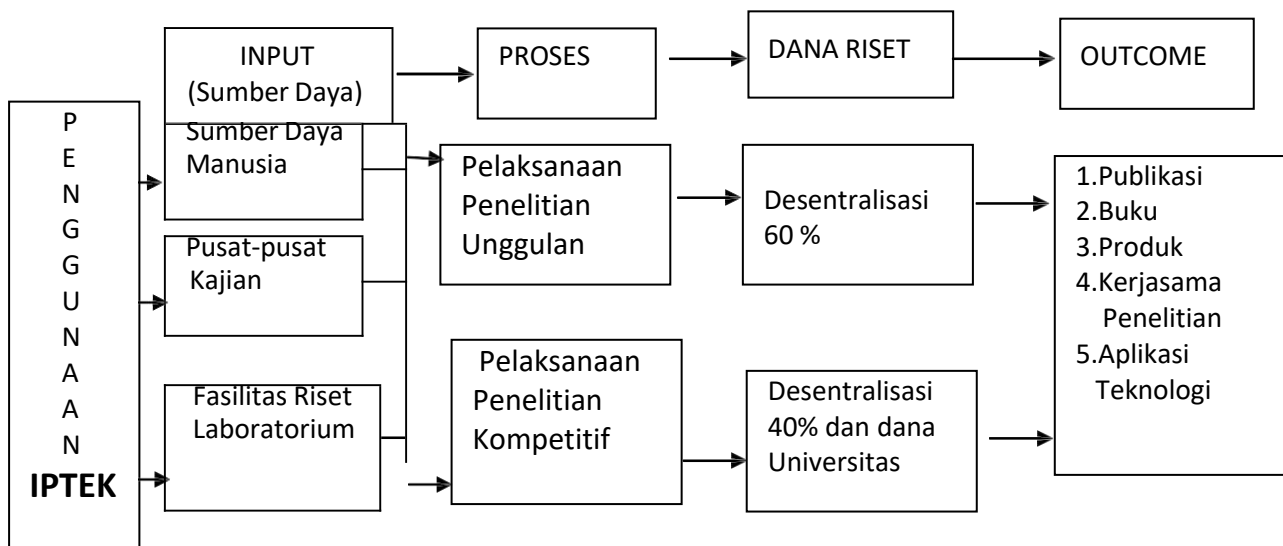 INPUT
(Sumber Daya)
PROSES
DANA RISET
OUTCOME
P
E
N
G
G
U
N
A
A
N
IPTEK
Sumber Daya
Manusia
Pusat-pusat
Kajian
Fasilitas Riset
Laboratorium
Pelaksanaan
Penelitian
Unggulan
Pelaksanaan
Penelitian
Kompetitif
Desentralisasi
60 %
Desentralisasi
40% dan dana
Universitas
1.Publikasi
2.Buku
3.Produk
4.Kerjasama
Penelitian
5.Aplikasi
Teknologi